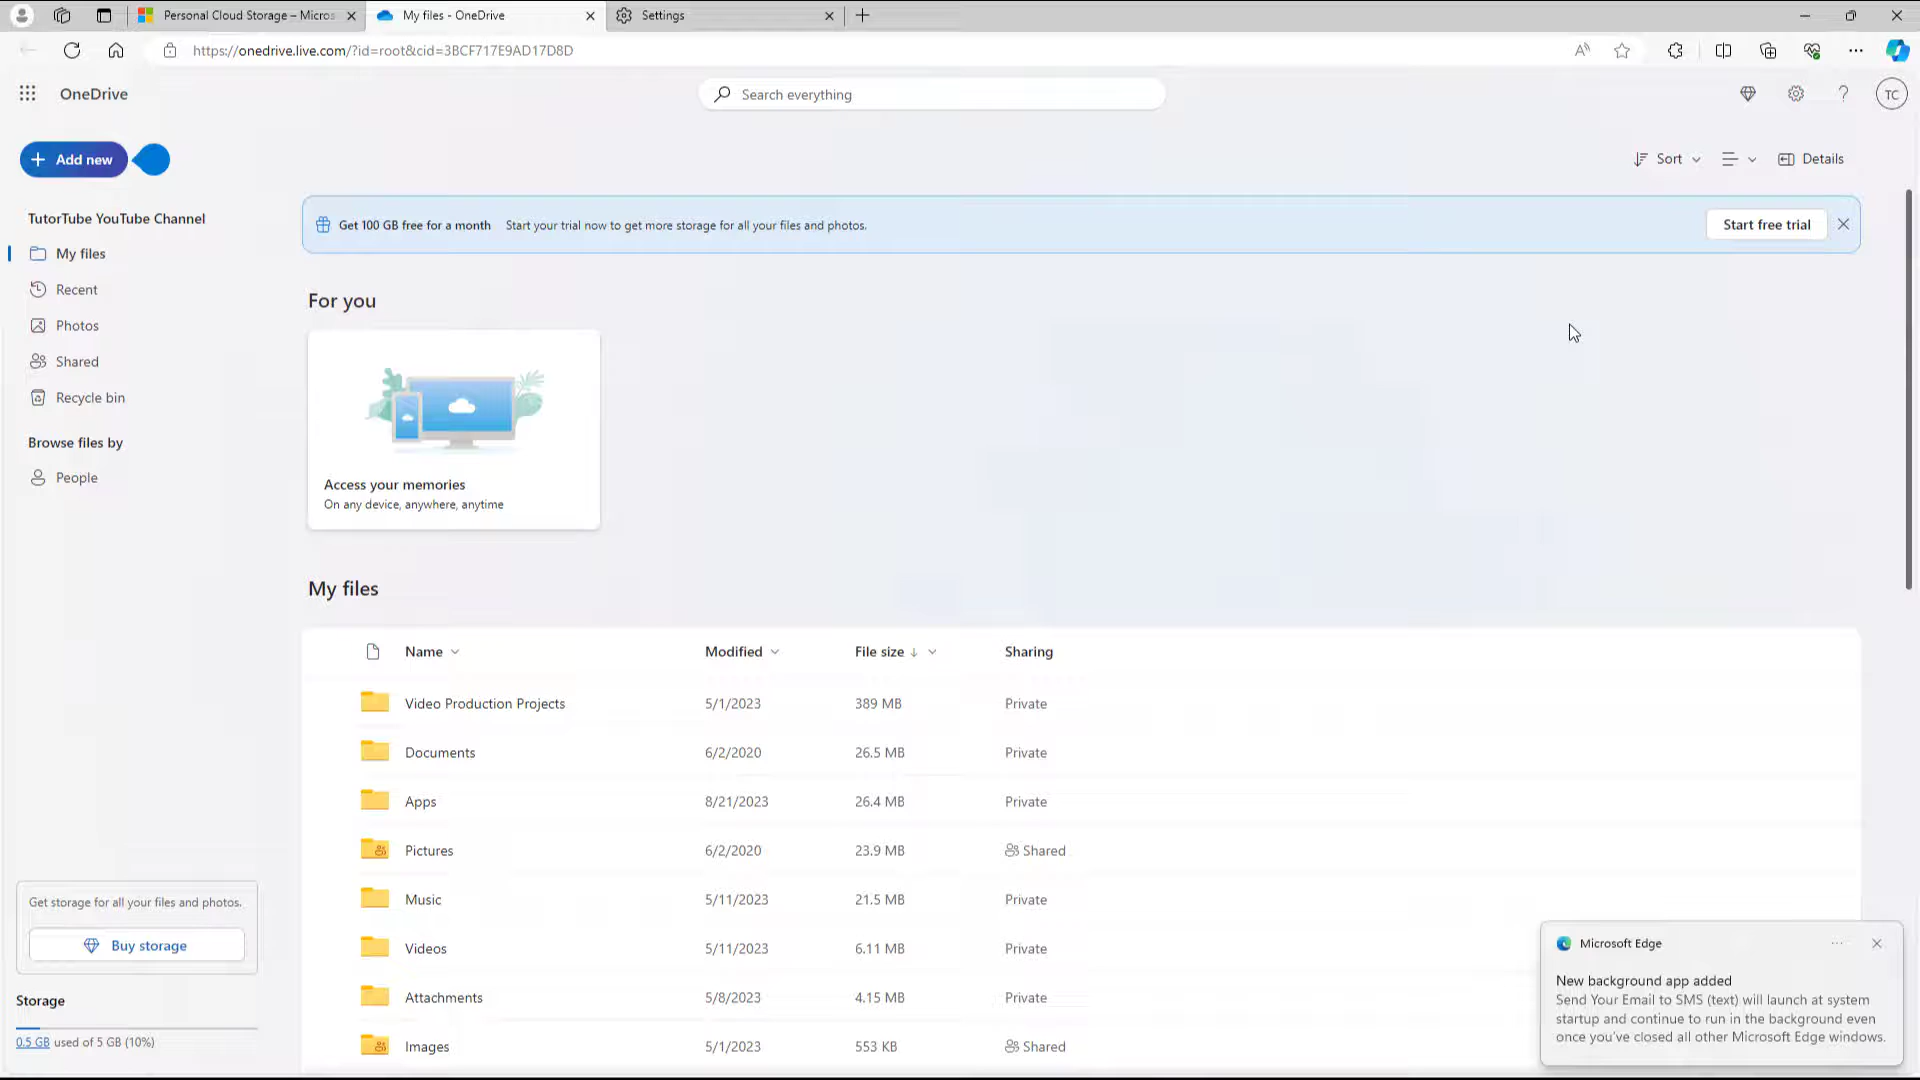 Personal Cloud Storage – Micros
My files - OneDrive
Settings
https://onedrive.live.com/?id=root&cid=3BCF717E9AD17D8D
OneDrive
Search everything
TC
Add new
Sort
Details
TutorTube YouTube Channel
My files
Recent
Photos
Shared
Recycle bin
Browse files by
People
Get 100 GB free for a month Start your trial now to get more storage for all your files and photos.
Start free trial
For you
Access your memories
On any device, anywhere, anytime
My files
Name Modified File size Sharing
Video Production Projects 5/1/2023 389 MB Private
Documents 6/2/2020 26.5 MB Private
Apps 8/21/2023 26.4 MB Private
Pictures 6/2/2020 23.9 MB Shared
Music 5/11/2023 21.5 MB Private
Videos 5/11/2023 6.11 MB Private
Attachments 5/8/2023 4.15 MB Private
Images 5/1/2023 553 KB Shared
Get storage for all your files and photos.
Buy storage
Storage
0.5 GB used of 5 GB (10%)
Microsoft Edge
New background app added
Send Your Email to SMS (text) will launch at system
startup and continue to run in the background even
once you've closed all other Microsoft Edge windows.